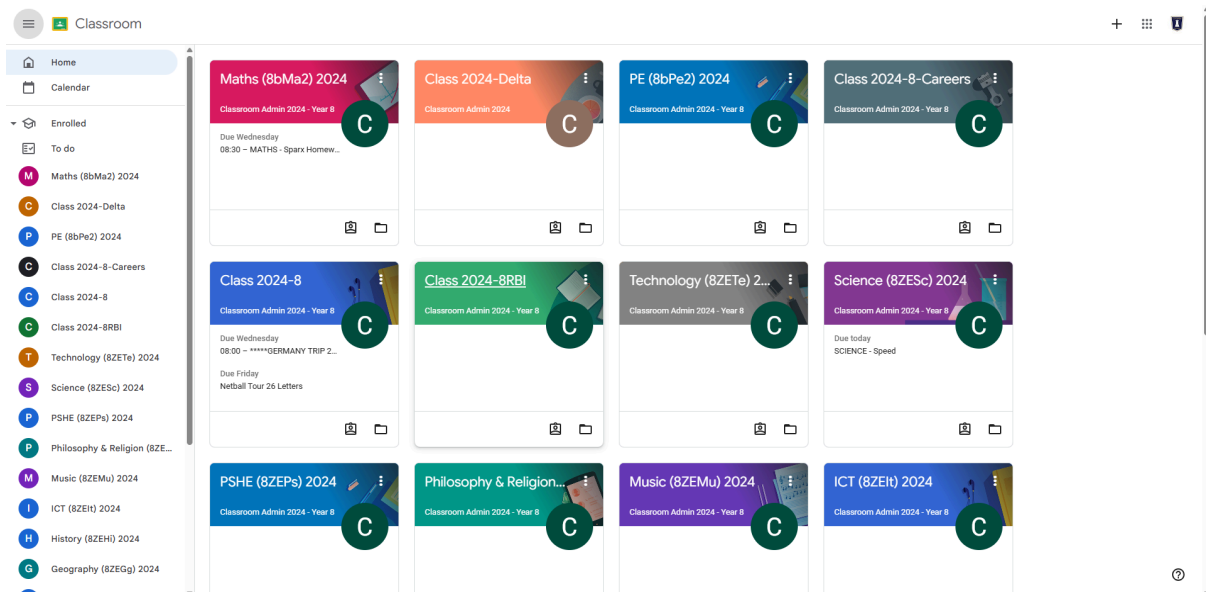 Classroom
Home
Calendar
Enrolled
To do
M Maths (8bMa2) 2024
C Class 2024-Delta
P PE (8bPe2) 2024
C Class 2024-8-Careers
C Class 2024-8
C Class 2024-8RBI
T Technology (8ZETe) 2024
S Science (8ZESc) 2024
P PSHE (8ZEPs) 2024
P Philosophy & Religion (8ZE...
M Music (8ZEMu) 2024
I ICT (8ZEIt) 2024
H History (8ZEHi) 2024
G Geography (8ZEGg) 2024
Maths (8bMa2) 2024
Classroom Admin 2024 - Year 8
C
Due Wednesday
08:30 – MATHS - Sparx Homew...
Class 2024-Delta
Classroom Admin 2024
C
PE (8bPe2) 2024
Classroom Admin 2024 - Year 8
C
Class 2024-8-Careers
Classroom Admin 2024 - Year 8
C
Class 2024-8
Classroom Admin 2024 - Year 8
C
Due Wednesday
08:00 – *****GERMANY TRIP 2...
Due Friday
Netball Tour 26 Letters
Class 2024-8RBI
Classroom Admin 2024 - Year 8
C
Technology (8ZETe) 2...
Classroom Admin 2024 - Year 8
C
Science (8ZESc) 2024
Classroom Admin 2024 - Year 8
C
Due today
SCIENCE - Speed
PSHE (8ZEPs) 2024
Classroom Admin 2024 - Year 8
C
Philosophy & Religion...
Classroom Admin 2024 - Year 8
C
Music (8ZEMu) 2024
Classroom Admin 2024 - Year 8
C
ICT (8ZEIt) 2024
Classroom Admin 2024 - Year 8
C